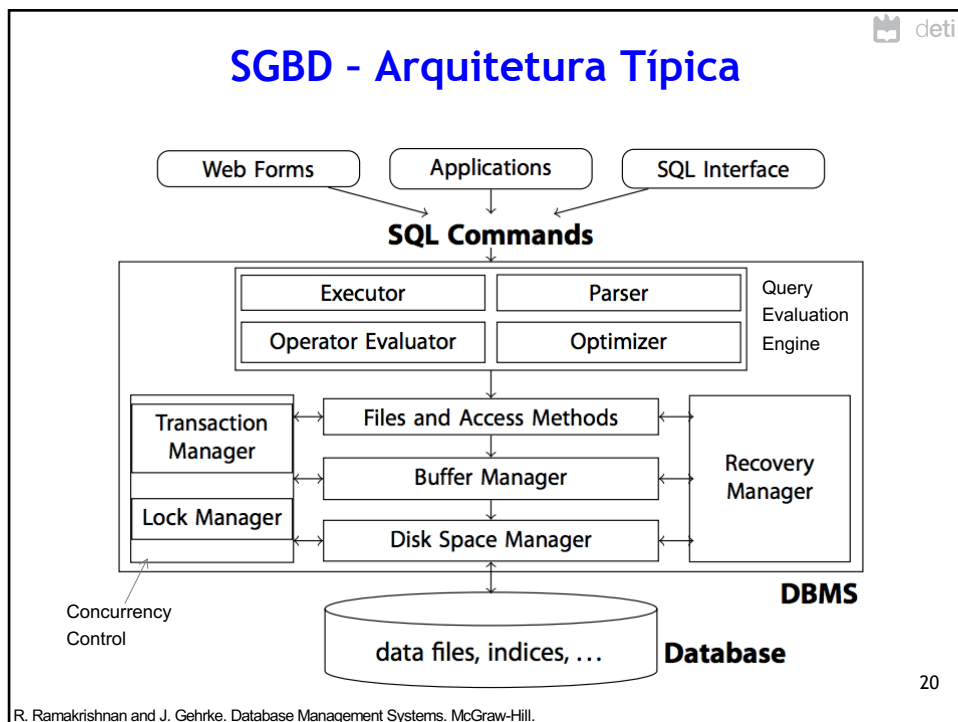 deti
SGBD - Arquitetura Típica
Web Forms
Applications
SQL Interface
SQL Commands
Executor
Parser
Operator Evaluator
Optimizer
Query
Evaluation
Engine
Transaction
Manager
Lock Manager
Files and Access Methods
Buffer Manager
Disk Space Manager
Recovery
Manager
DBMS
Concurrency
Control
data files, indices, ...
Database
20
R. Ramakrishnan and J. Gehrke. Database Management Systems. McGraw-Hill.